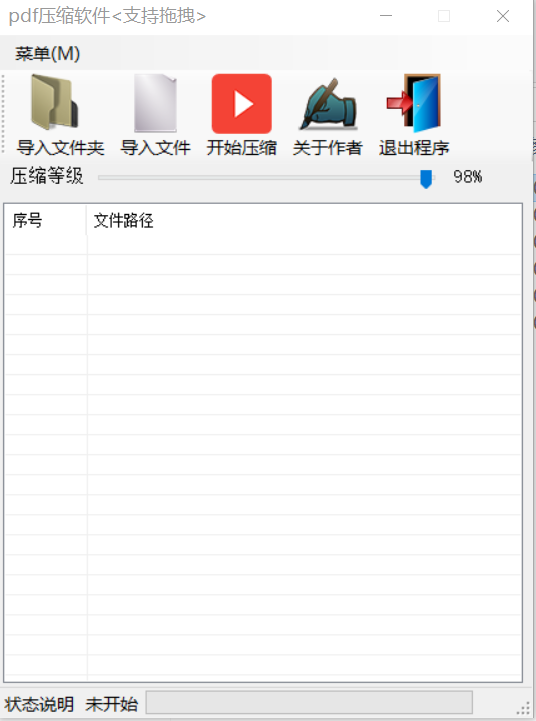 pdf压缩软件<支持拖拽>
菜单(M)
导入文件夹 导入文件 开始压缩 关于作者 退出程序
压缩等级 98%
序号 文件路径
状态说明 未开始